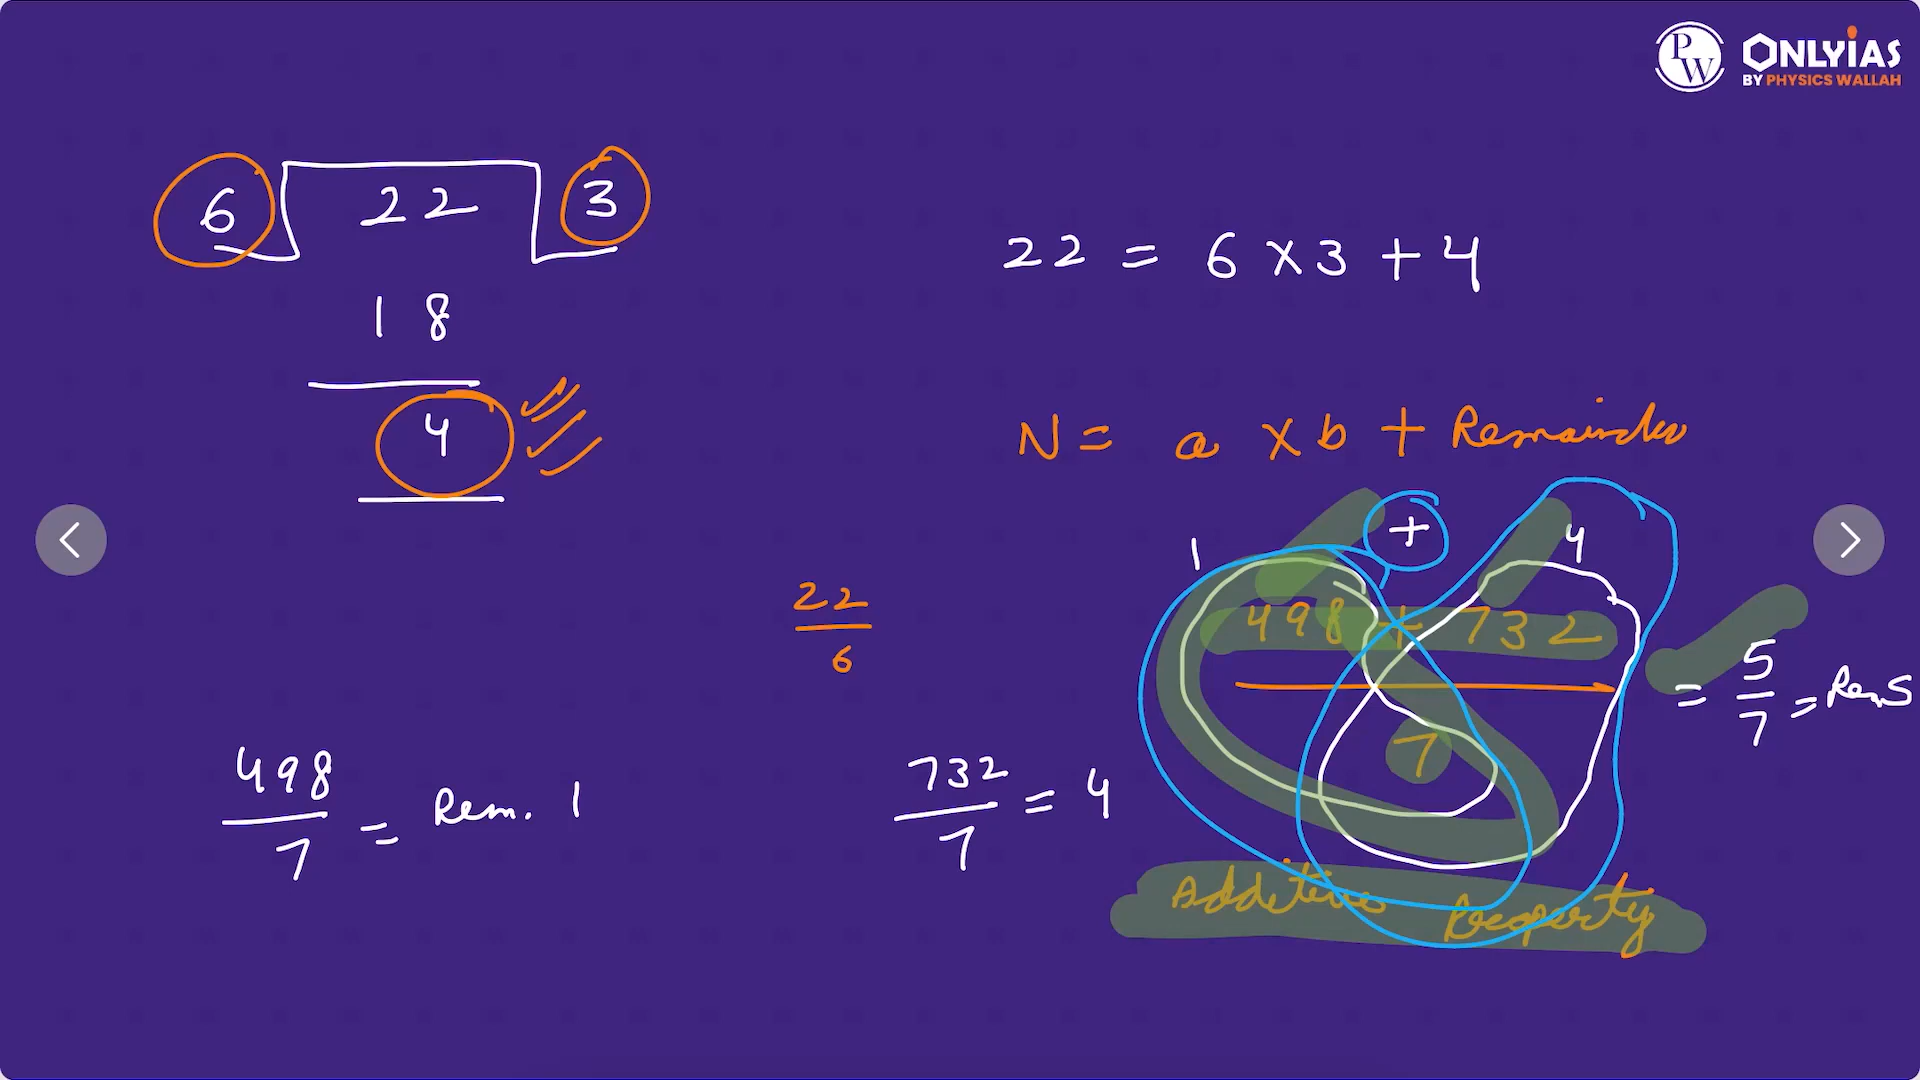 PW ONLYIAS
BY PHYSICS WALLAH
6 22 3
18
4
22 = 6 × 3 + 4
N = a × b + Remainder
22
6
1 + 4
498 + 732
7
= 5/7 = Rem 5
498/7 = Rem. 1
732/7 = 4
Additive Property